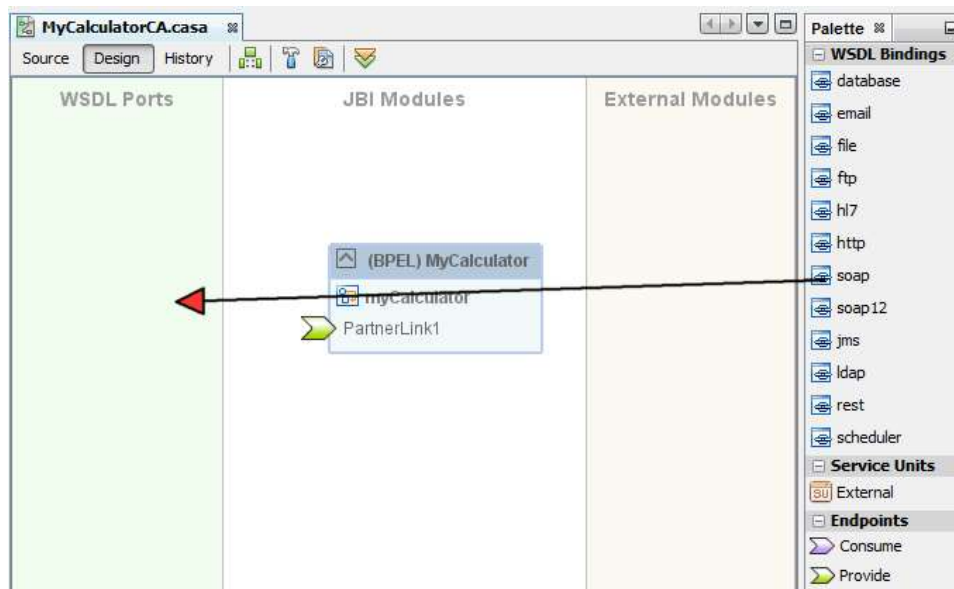 MyCalculatorCA.casa
Source Design History
WSDL Ports
JBI Modules
External Modules
(BPEL) MyCalculator
myCalculator
PartnerLink1
Palette
WSDL Bindings
database
email
file
ftp
hl7
http
soap
soap12
jms
ldap
rest
scheduler
Service Units
SU External
Endpoints
Consume
Provide